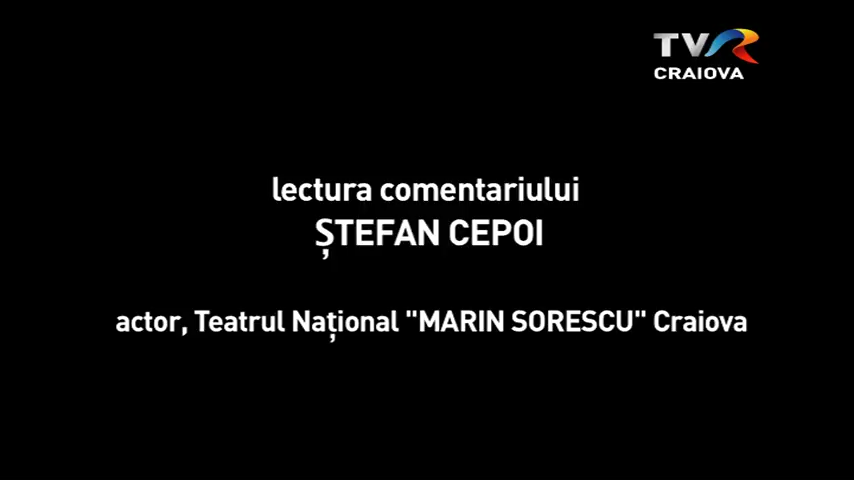 TVR
CRAIOVA
lectura comentariului
ȘTEFAN CEPOI
actor, Teatrul Național "MARIN SORESCU" Craiova